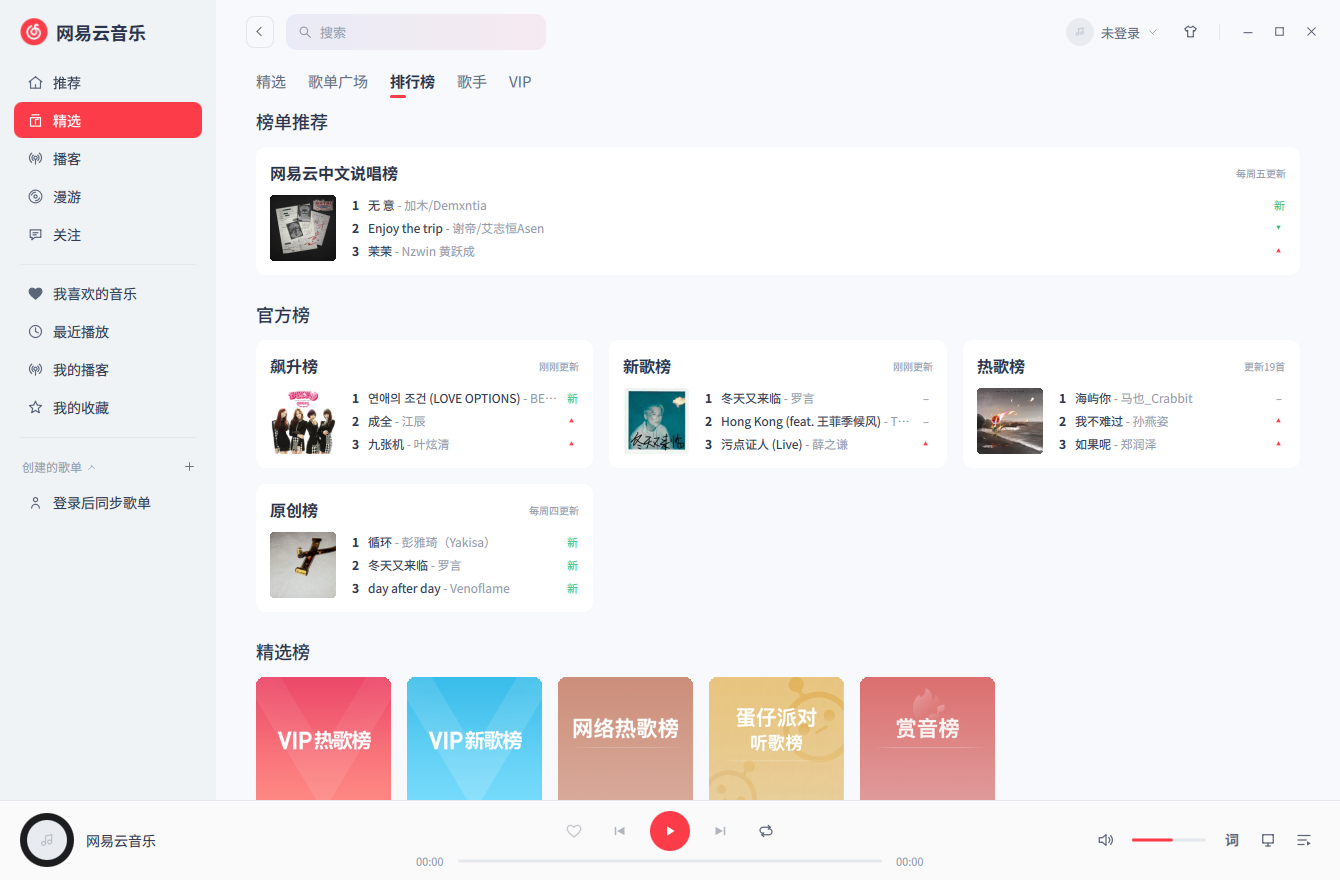 网易云音乐
搜索
未登录
推荐
精选
播客
漫游
关注
我喜欢的音乐
最近播放
我的播客
我的收藏
创建的歌单
登录后同步歌单
精选 歌单广场 排行榜 歌手 VIP
榜单推荐
网易云中文说唱榜 每周五更新
1 无 意 - 加木/Demxntia 新
2 Enjoy the trip - 谢帝/艾志恒Asen
3 茉茉 - Nzwin 黄跃成
官方榜
飙升榜 刚刚更新
1 연애의 조건 (LOVE OPTIONS) - BE··· 新
2 成全 - 江辰
3 九张机 - 叶炫清
新歌榜 刚刚更新
冬天又来临
1 冬天又来临 - 罗言 –
2 Hong Kong (feat. 王菲季候风) - T··· –
3 污点证人 (Live) - 薛之谦
热歌榜 更新19首
1 海屿你 - 马也_Crabbit –
2 我不难过 - 孙燕姿
3 如果呢 - 郑润泽
原创榜 每周四更新
1 循环 - 彭雅琦（Yakisa） 新
2 冬天又来临 - 罗言 新
3 day after day - Venoflame 新
精选榜
VIP 热歌榜
VIP 新歌榜
网络热歌榜
蛋仔派对
听歌榜
赏音榜
网易云音乐
00:00 00:00
词